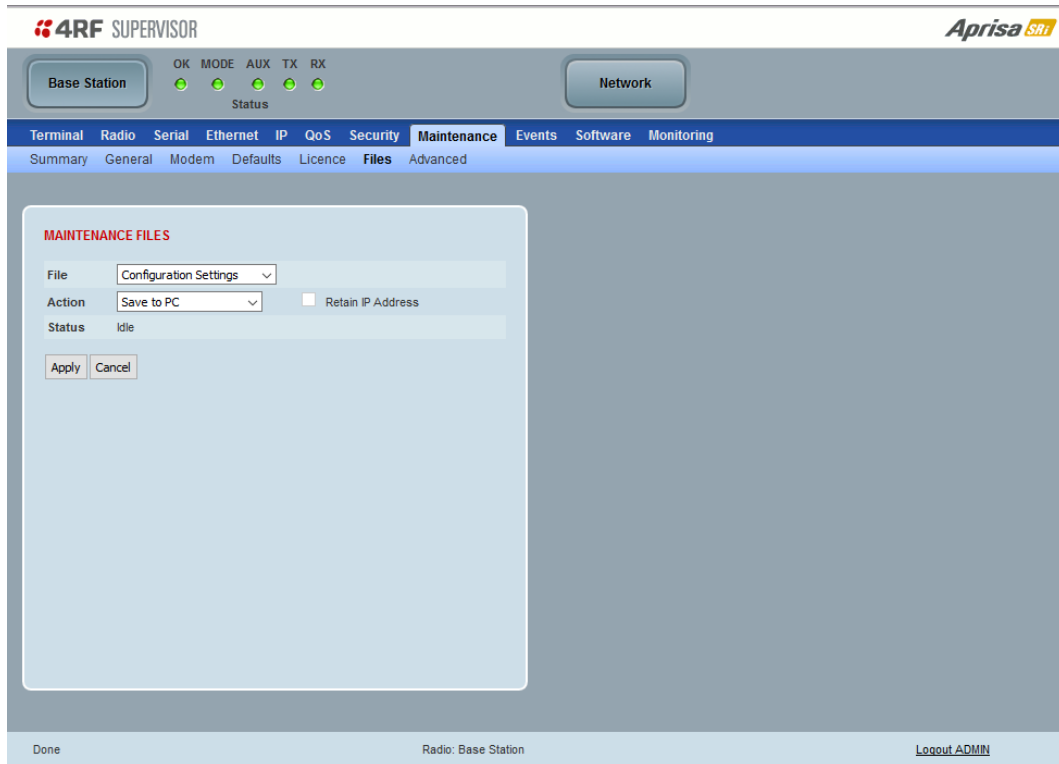 4RF SUPERVISOR
Aprisa SRi
Base Station
OK MODE AUX TX RX
Status
Network
Terminal Radio Serial Ethernet IP QoS Security Maintenance Events Software Monitoring
Summary General Modem Defaults Licence Files Advanced
MAINTENANCE FILES
File Configuration Settings
Action Save to PC Retain IP Address
Status Idle
Apply Cancel
Done Radio: Base Station Logout ADMIN